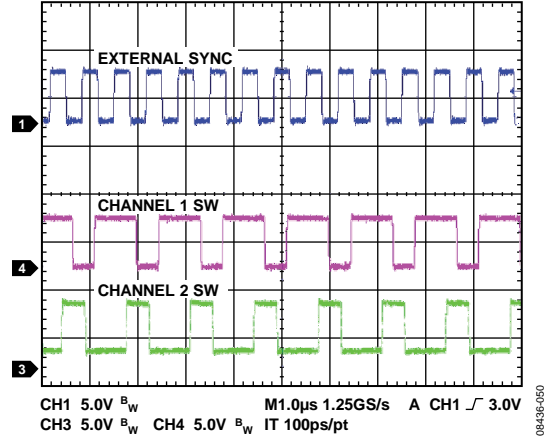 EXTERNAL SYNC
1
CHANNEL 1 SW
4
CHANNEL 2 SW
3
CH1 5.0V BW M1.0µs 1.25GS/s A CH1 3.0V
CH3 5.0V BW CH4 5.0V BW IT 100ps/pt
08436-050